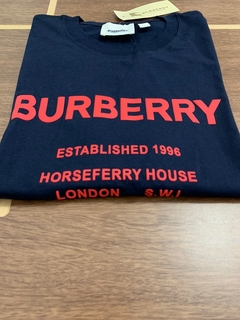 BURBERRY
ESTABLISHED 1996
HORSEFERRY HOUSE
LONDON S.W.I